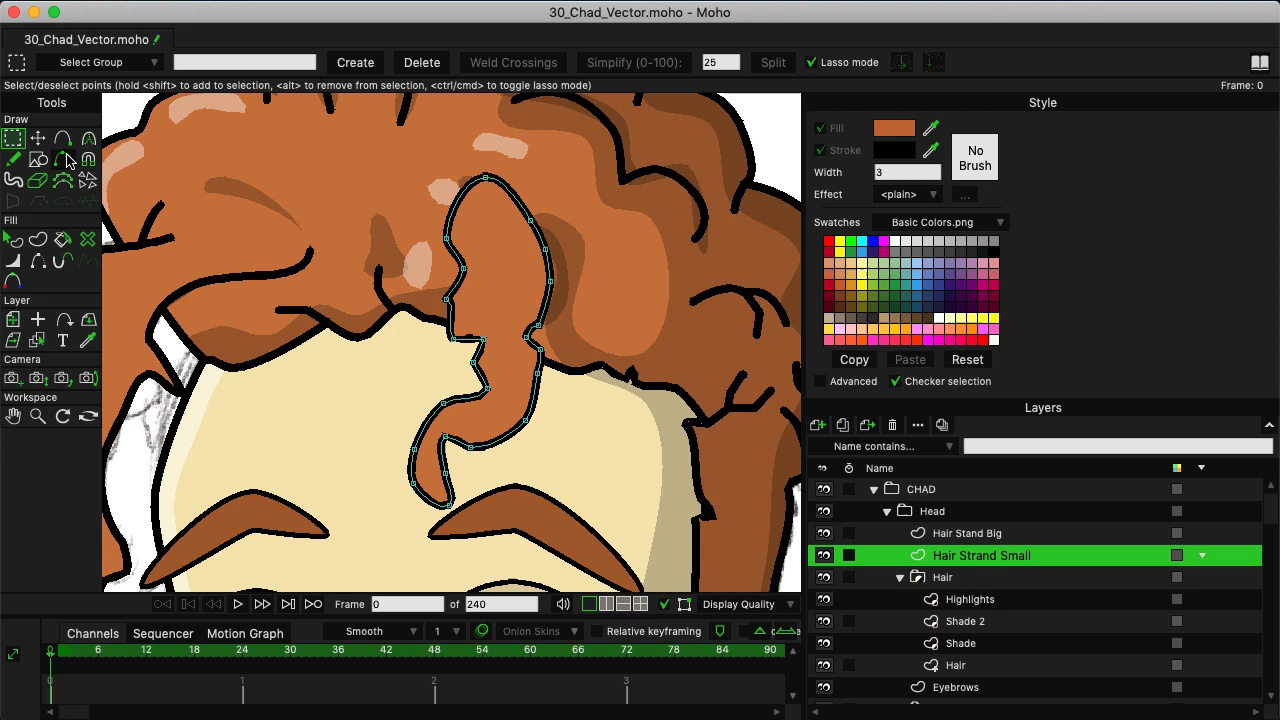 30_Chad_Vector.moho - Moho
30_Chad_Vector.moho
Select Group
Create
Delete
Weld Crossings
Simplify (0-100):
25
Split
Lasso mode
Select/deselect points (hold <shift> to add to selection, <alt> to remove from selection, <ctrl/cmd> to toggle lasso mode)
Frame: 0
Tools
Draw
Fill
Layer
T
Camera
Workspace
Style
Fill
Stroke
No
Brush
Width
3
Effect
<plain>
...
Swatches
Basic Colors.png
Copy
Paste
Reset
Advanced
Checker selection
Layers
Name contains...
Name
CHAD
Head
Hair Stand Big
Hair Strand Small
Hair
Highlights
Shade 2
Shade
Hair
Eyebrows
Frame
0
of
240
Display Quality
Channels
Sequencer
Motion Graph
Smooth
1
Onion Skins
Relative keyframing
0 6 12 18 24 30 36 42 48 54 60 66 72 78 84 90
0 1 2 3